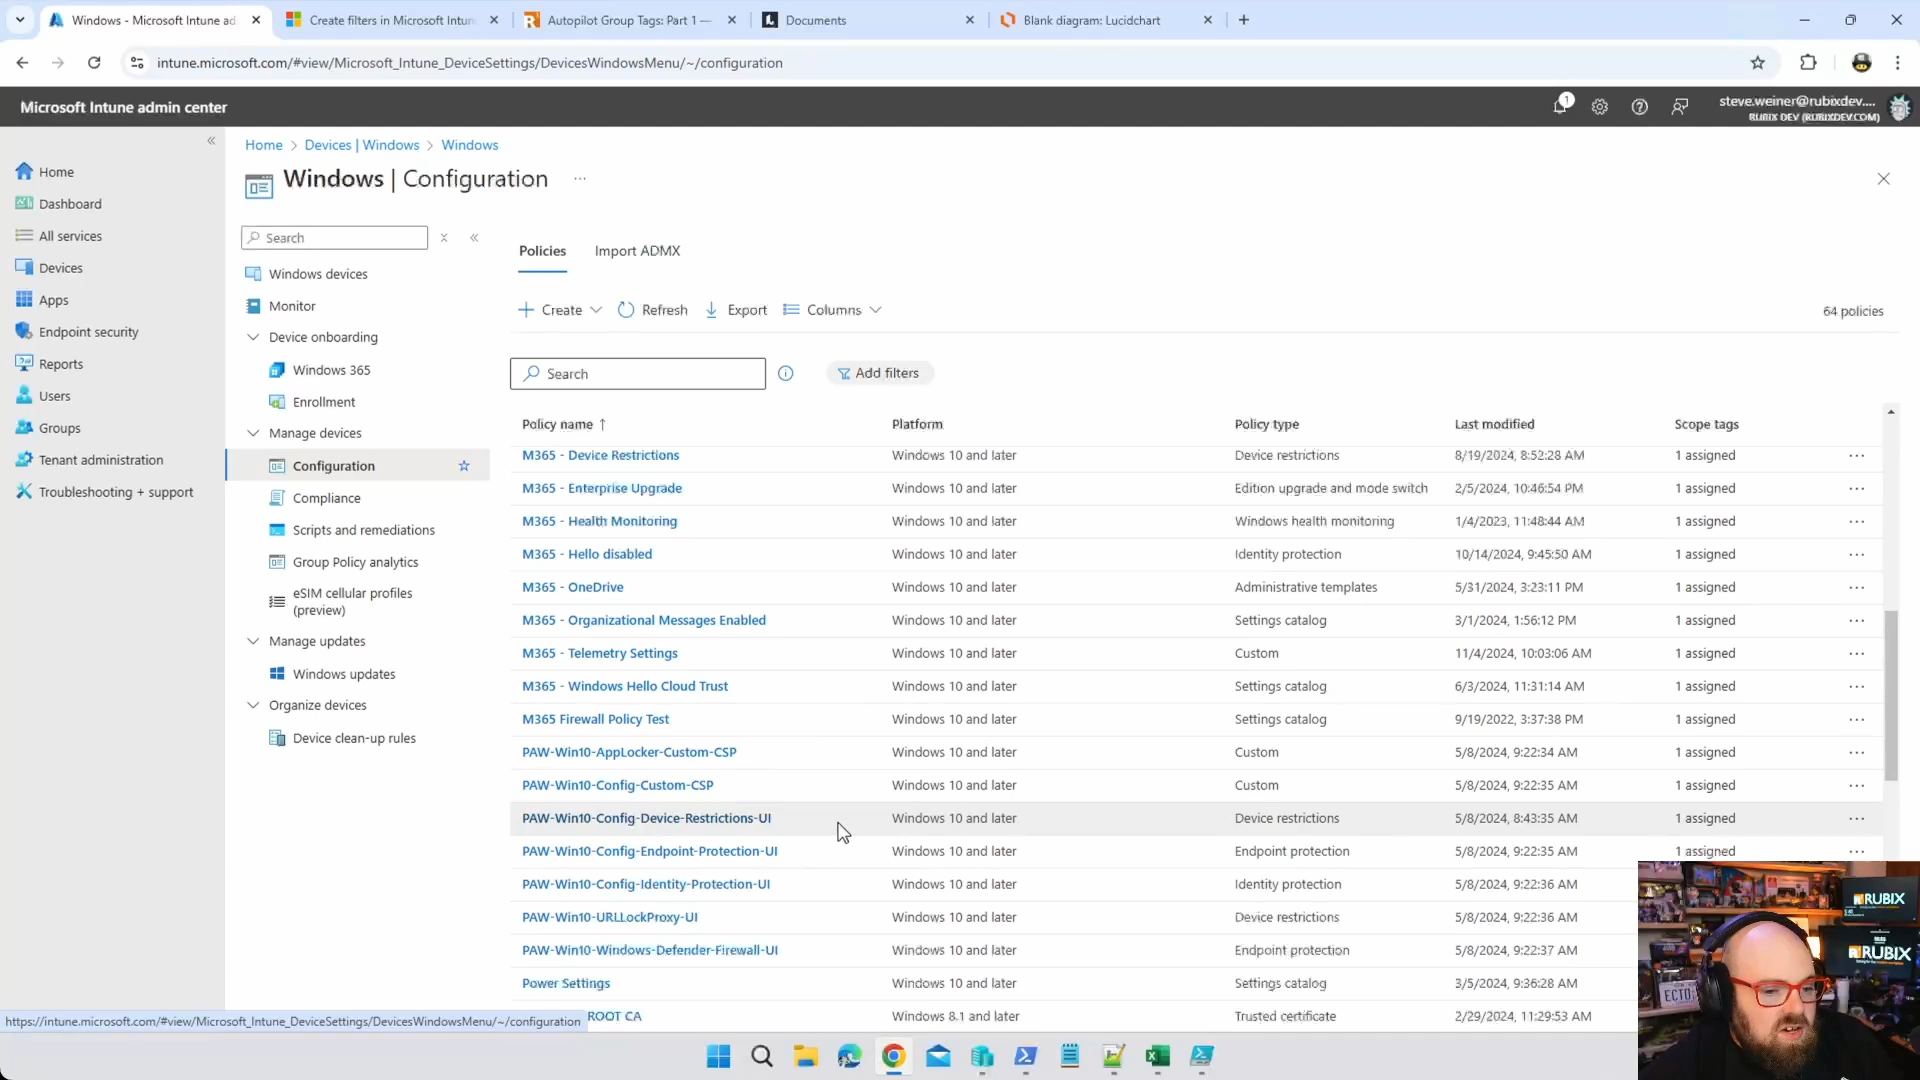 Windows - Microsoft Intune ad
Create filters in Microsoft Intun
Autopilot Group Tags: Part 1 —
Documents
Blank diagram: Lucidchart
intune.microsoft.com/#view/Microsoft_Intune_DeviceSettings/DevicesWindowsMenu/~/configuration
Microsoft Intune admin center
1
steve.weiner@rubixdev....
RUBIX DEV (RUBIXDEV.COM)
Home > Devices | Windows > Windows
Windows | Configuration
Home
Dashboard
All services
Devices
Apps
Endpoint security
Reports
Users
Groups
Tenant administration
Troubleshooting + support
Search
Windows devices
Monitor
Device onboarding
Windows 365
Enrollment
Manage devices
Configuration
Compliance
Scripts and remediations
Group Policy analytics
eSIM cellular profiles
(preview)
Manage updates
Windows updates
Organize devices
Device clean-up rules
Policies Import ADMX
Create Refresh Export Columns 64 policies
Search Add filters
Policy name ↑ Platform Policy type Last modified Scope tags
M365 - Device Restrictions Windows 10 and later Device restrictions 8/19/2024, 8:52:28 AM 1 assigned
M365 - Enterprise Upgrade Windows 10 and later Edition upgrade and mode switch 2/5/2024, 10:46:54 PM 1 assigned
M365 - Health Monitoring Windows 10 and later Windows health monitoring 1/4/2023, 11:48:44 AM 1 assigned
M365 - Hello disabled Windows 10 and later Identity protection 10/14/2024, 9:45:50 AM 1 assigned
M365 - OneDrive Windows 10 and later Administrative templates 5/31/2024, 3:23:11 PM 1 assigned
M365 - Organizational Messages Enabled Windows 10 and later Settings catalog 3/1/2024, 1:56:12 PM 1 assigned
M365 - Telemetry Settings Windows 10 and later Custom 11/4/2024, 10:03:06 AM 1 assigned
M365 - Windows Hello Cloud Trust Windows 10 and later Settings catalog 6/3/2024, 11:31:14 AM 1 assigned
M365 Firewall Policy Test Windows 10 and later Settings catalog 9/19/2022, 3:37:38 PM 1 assigned
PAW-Win10-AppLocker-Custom-CSP Windows 10 and later Custom 5/8/2024, 9:22:34 AM 1 assigned
PAW-Win10-Config-Custom-CSP Windows 10 and later Custom 5/8/2024, 9:22:35 AM 1 assigned
PAW-Win10-Config-Device-Restrictions-UI Windows 10 and later Device restrictions 5/8/2024, 8:43:35 AM 1 assigned
PAW-Win10-Config-Endpoint-Protection-UI Windows 10 and later Endpoint protection 5/8/2024, 9:22:35 AM 1 assigned
PAW-Win10-Config-Identity-Protection-UI Windows 10 and later Identity protection 5/8/2024, 9:22:36 AM
PAW-Win10-URLLockProxy-UI Windows 10 and later Device restrictions 5/8/2024, 9:22:36 AM
PAW-Win10-Windows-Defender-Firewall-UI Windows 10 and later Endpoint protection 5/8/2024, 9:22:37 AM
Power Settings Windows 10 and later Settings catalog 3/5/2024, 9:36:28 AM
ROOT CA Windows 8.1 and later Trusted certificate 2/29/2024, 11:29:53 AM
https://intune.microsoft.com/#view/Microsoft_Intune_DeviceSettings/DevicesWindowsMenu/~/configuration
RUBIX
RUBIX
ECTO